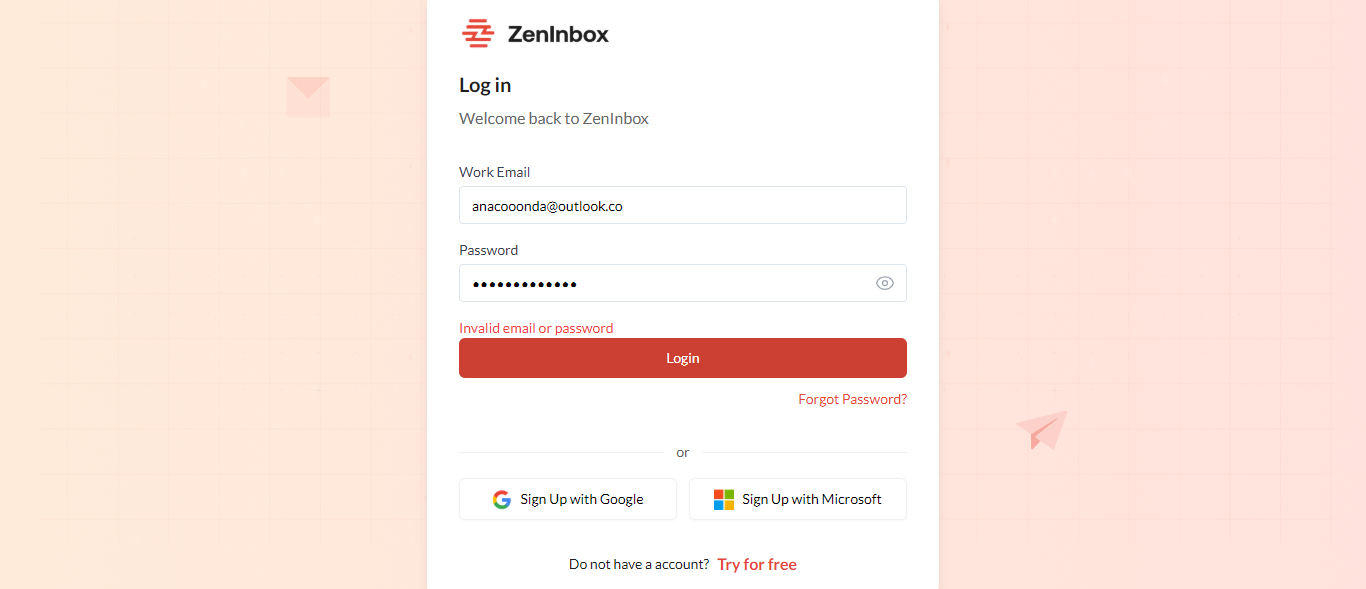 ZenInbox
Log in
Welcome back to ZenInbox
Work Email
anacooonda@outlook.co
Password
•••••••••••••
Invalid email or password
Login
Forgot Password?
or
Sign Up with Google
Sign Up with Microsoft
Do not have a account? Try for free